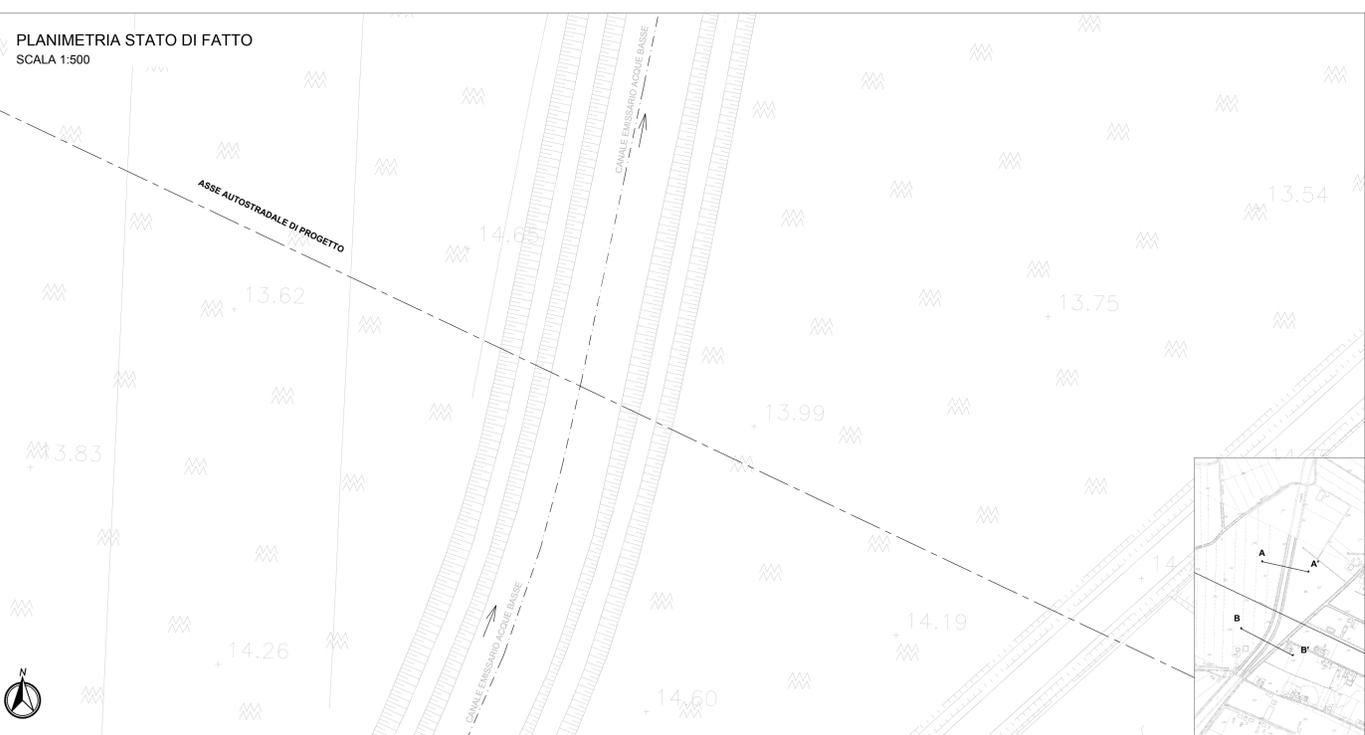 PLANIMETRIA STATO DI FATTO
SCALA 1:500
CANALE EMISSARIO ACQUE BASSE
ASSE AUTOSTRADALE DI PROGETTO
13.54
14.65
13.62
13.75
13.99
13.83
A
A'
B
B'
14.19
14.26
14.60
CANALE EMISSARIO ACQUE BASSE
N